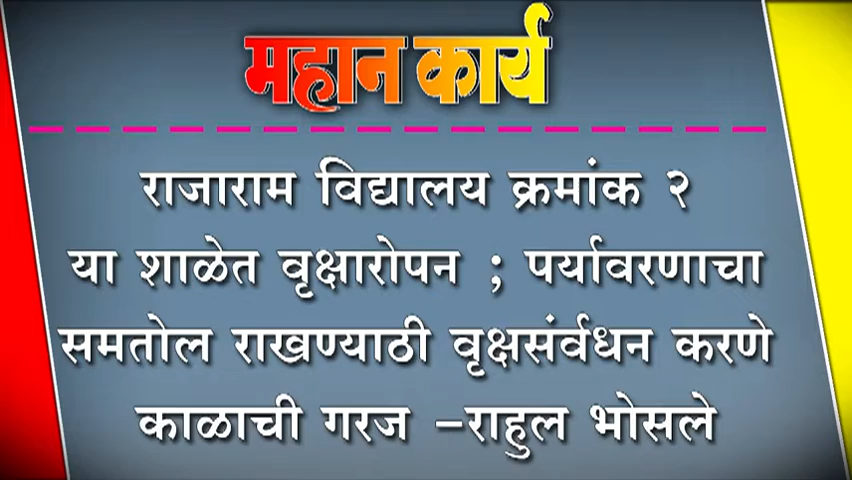 महान कार्य
राजाराम विद्यालय क्रमांक २
या शाळेत वृक्षारोपन ; पर्यावरणाचा
समतोल राखण्याठी वृक्षसंर्वधन करणे
काळाची गरज -राहुल भोसले